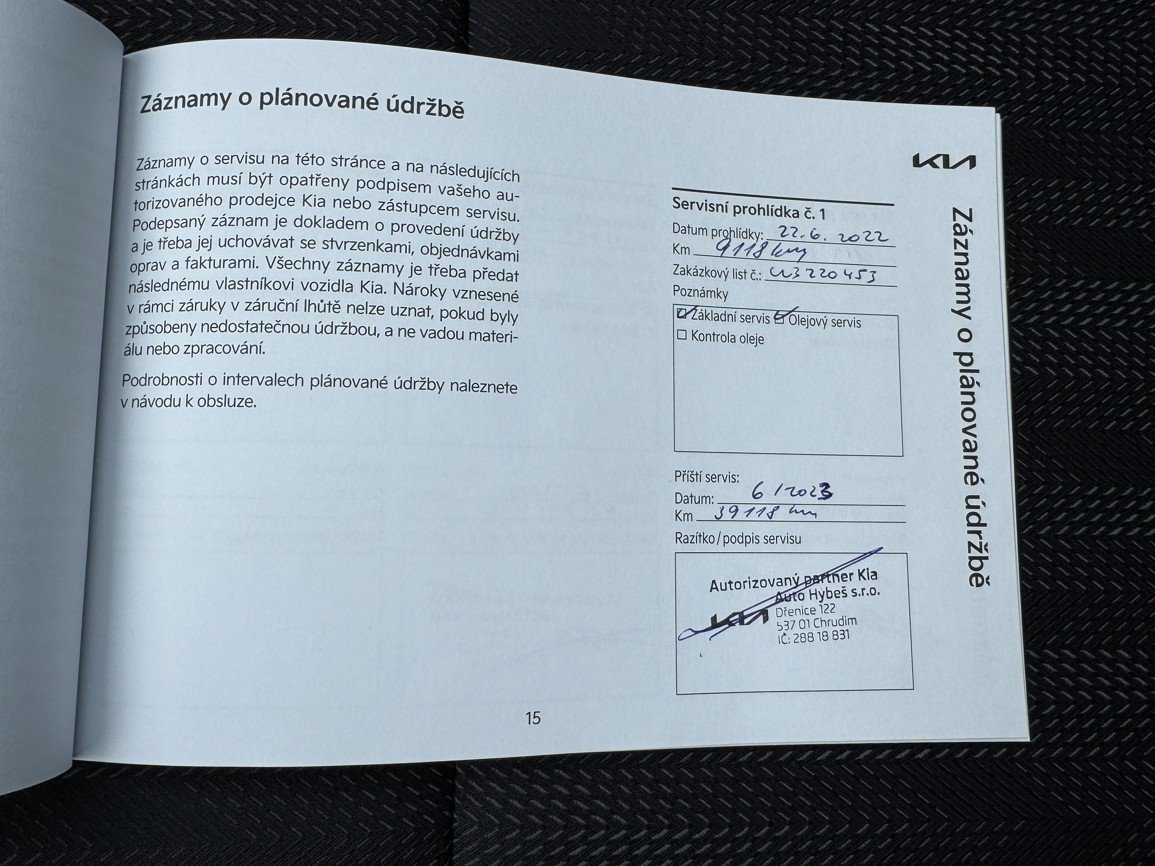 Záznamy o plánované údržbě
Záznamy o servisu na této stránce a na následujících
stránkách musí být opatřeny podpisem vašeho au-
torizovaného prodejce Kia nebo zástupcem servisu.
Podepsaný záznam je dokladem o provedení údržby
a je třeba jej uchovávat se stvrzenkami, objednávkami
oprav a fakturami. Všechny záznamy je třeba předat
následnému vlastníkovi vozidla Kia. Nároky vznesené
v rámci záruky v záruční lhůtě nelze uznat, pokud byly
způsobeny nedostatečnou údržbou, a ne vadou materi-
álu nebo zpracování.
Podrobnosti o intervalech plánované údržby naleznete
v návodu k obsluze.
15
KIA
Servisní prohlídka č. 1
Datum prohlídky: 22.6. 2022
Km 9118 km
Zakázkový list č.: W3220453
Poznámky
Základní servis Olejový servis
Kontrola oleje
Příští servis:
Datum: 6/2023
Km 39118 km
Razítko/podpis servisu
Autorizovaný partner Kia
Auto Hybeš s.r.o.
KIA Dřenice 122
537 01 Chrudim
IČ: 288 18 831
Záznamy o plánované údržbě